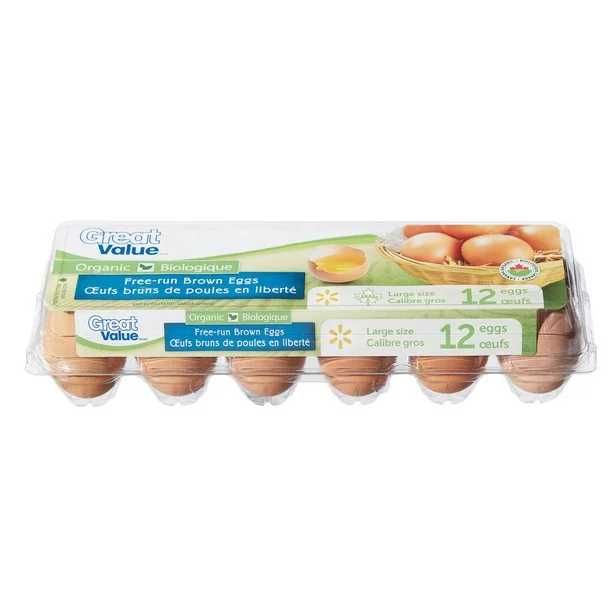 Great
Value
Organic Biologique
Free-run Brown Eggs
Œufs bruns de poules en liberté
CANADA
Large size
Calibre gros
12 eggs
œufs
Great
Value
Organic Biologique
Free-run Brown Eggs
Œufs bruns de poules en liberté
Large size
Calibre gros
12 eggs
œufs